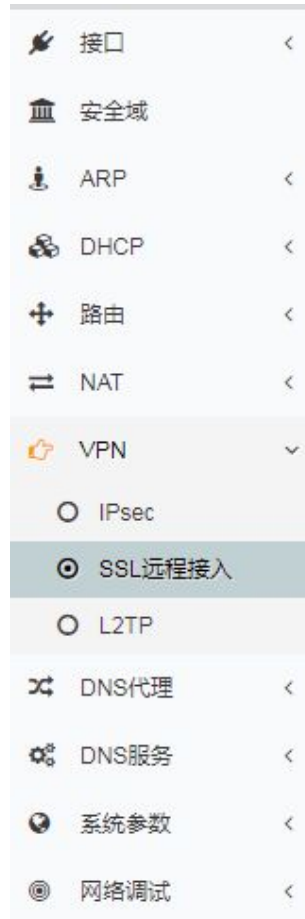 接口
安全域
ARP
DHCP
路由
NAT
VPN
IPsec
SSL远程接入
L2TP
DNS代理
DNS服务
系统参数
网络调试